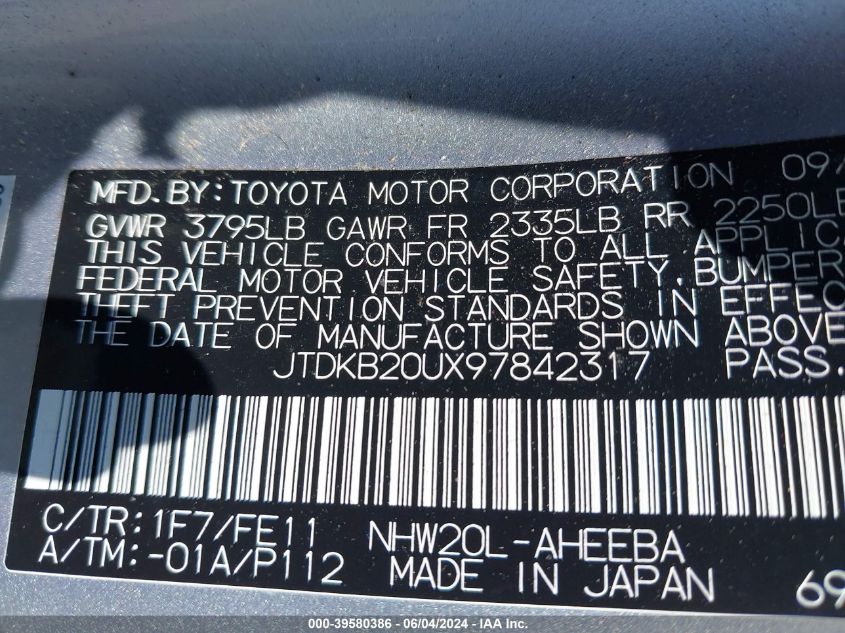 MFD. BY: TOYOTA MOTOR CORPORATION 09/
GVWR 3795LB GAWR FR 2335LB RR 2250LB
THIS VEHICLE CONFORMS TO ALL APPLICA
FEDERAL MOTOR VEHICLE SAFETY, BUMPER
THEFT PREVENTION STANDARDS IN EFFEC
THE DATE OF MANUFACTURE SHOWN ABOVE
JTDKB20UX97842317 PASS.
C/TR: 1F7/FE11 NHW20L-AHEEBA
A/TM: -01A/P112 MADE IN JAPAN 69
000-39580386 - 06/04/2024 - IAA Inc.